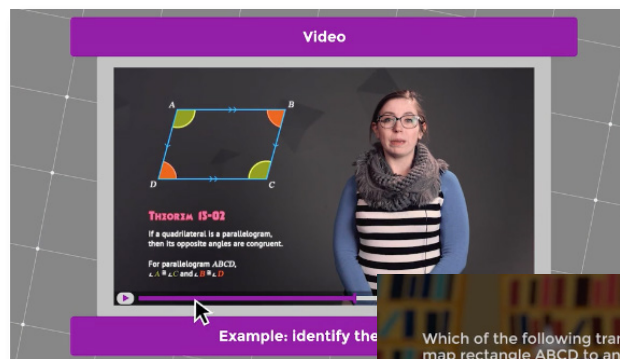 Video
A
B
D
C
THEOREM 15-02
If a quadrilateral is a parallelogram,
then its opposite angles are congruent.
For parallelogram ABCD,
∠A ≅ ∠C and ∠B ≅ ∠D
Example: identify the
Which of the following tran
map rectangle ABCD to an